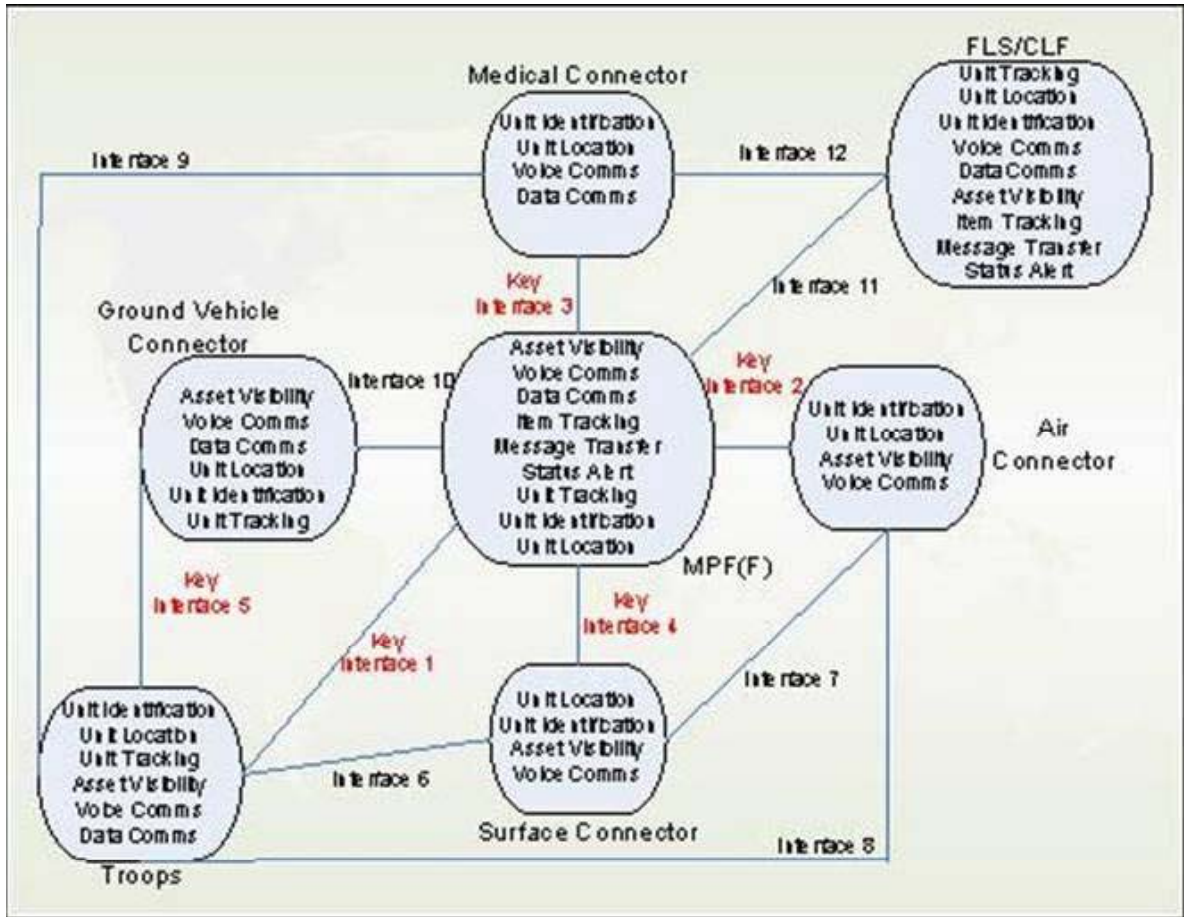 FLS/CLF
Unit Tracking
Unit Location
Unit Identification
Voice Comms
Data Comms
Asset Visibility
Item Tracking
Message Transfer
Status Alert
Medical Connector
Unit Identification
Unit Location
Voice Comms
Data Comms
Interface 9
Interface 12
Key
Interface 3
Interface 11
Ground Vehicle
Connector
Asset Visibility
Voice Comms
Data Comms
Unit Location
Unit Identification
Unit Tracking
Interface 10
Asset Visibility
Voice Comms
Data Comms
Item Tracking
Message Transfer
Status Alert
Unit Tracking
Unit Identification
Unit Location
MPF(F)
Key
Interface 2
Unit Identification
Unit Location
Asset Visibility
Voice Comms
Air
Connector
Key
Interface 5
Key
Interface 1
Key
Interface 4
Interface 7
Unit Identification
Unit Location
Unit Tracking
Asset Visibility
Voice Comms
Data Comms
Troops
Interface 6
Unit Location
Unit Identification
Asset Visibility
Voice Comms
Surface Connector
Interface 8